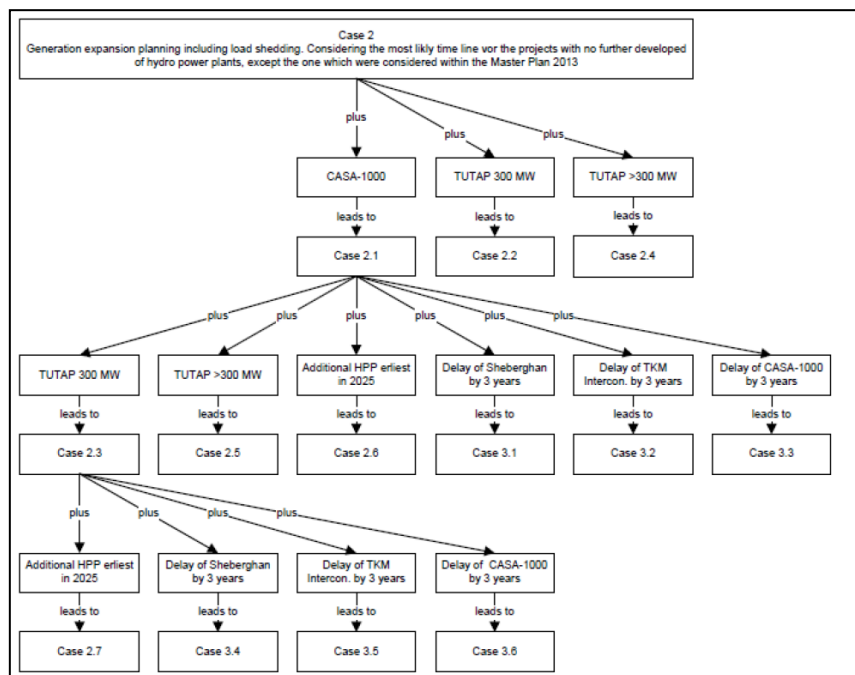 Case 2
Generation expansion planning including load shedding. Considering the most likly time line vor the projects with no further developed
of hydro power plants, except the one which were considered within the Master Plan 2013
plus
plus
plus
CASA-1000
TUTAP 300 MW
TUTAP >300 MW
leads to
leads to
leads to
Case 2.1
Case 2.2
Case 2.4
plus
plus
plus
plus
plus
plus
TUTAP 300 MW
TUTAP >300 MW
Additional HPP erliest
in 2025
Delay of Sheberghan
by 3 years
Delay of TKM
Intercon. by 3 years
Delay of CASA-1000
by 3 years
leads to
leads to
leads to
leads to
leads to
leads to
Case 2.3
Case 2.5
Case 2.6
Case 3.1
Case 3.2
Case 3.3
plus
plus
plus
plus
Additional HPP erliest
in 2025
Delay of Sheberghan
by 3 years
Delay of TKM
Intercon. by 3 years
Delay of CASA-1000
by 3 years
leads to
leads to
leads to
leads to
Case 2.7
Case 3.4
Case 3.5
Case 3.6